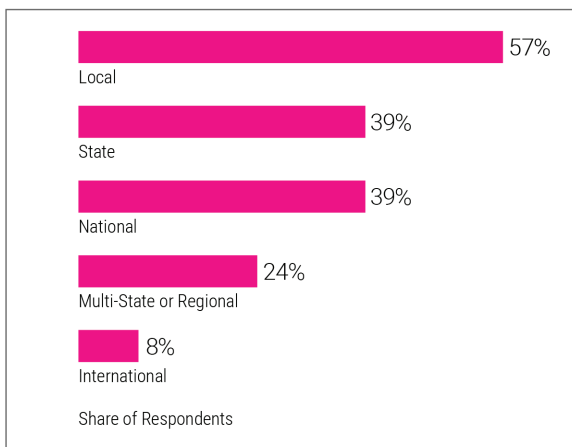 57%
Local
39%
State
39%
National
24%
Multi-State or Regional
8%
International
Share of Respondents